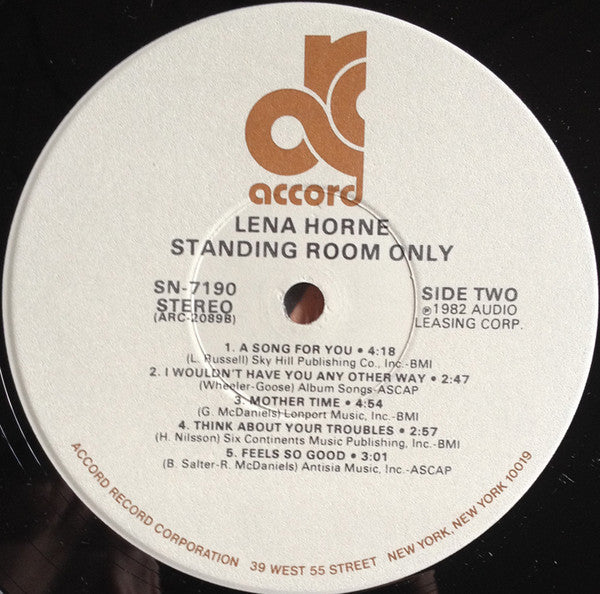 accord
LENA HORNE
STANDING ROOM ONLY
SN-7190
STEREO
(ARC-2089B)
SIDE TWO
℗1982 AUDIO
LEASING CORP.
1. A SONG FOR YOU • 4:18
(L. Russell) Sky Hill Publishing Co., Inc.-BMI
2. I WOULDN'T HAVE YOU ANY OTHER WAY • 2:47
(Wheeler-Goose) Album Songs-ASCAP
3. MOTHER TIME • 4:54
(G. McDaniels) Lonport Music, Inc.-BMI
4. THINK ABOUT YOUR TROUBLES • 2:57
(H. Nilsson) Six Continents Music Publishing, Inc.-BMI
5. FEELS SO GOOD • 3:01
(B. Salter-R. McDaniels) Antisia Music, Inc.-ASCAP
ACCORD RECORD CORPORATION 39 WEST 55 STREET NEW YORK, NEW YORK 10019